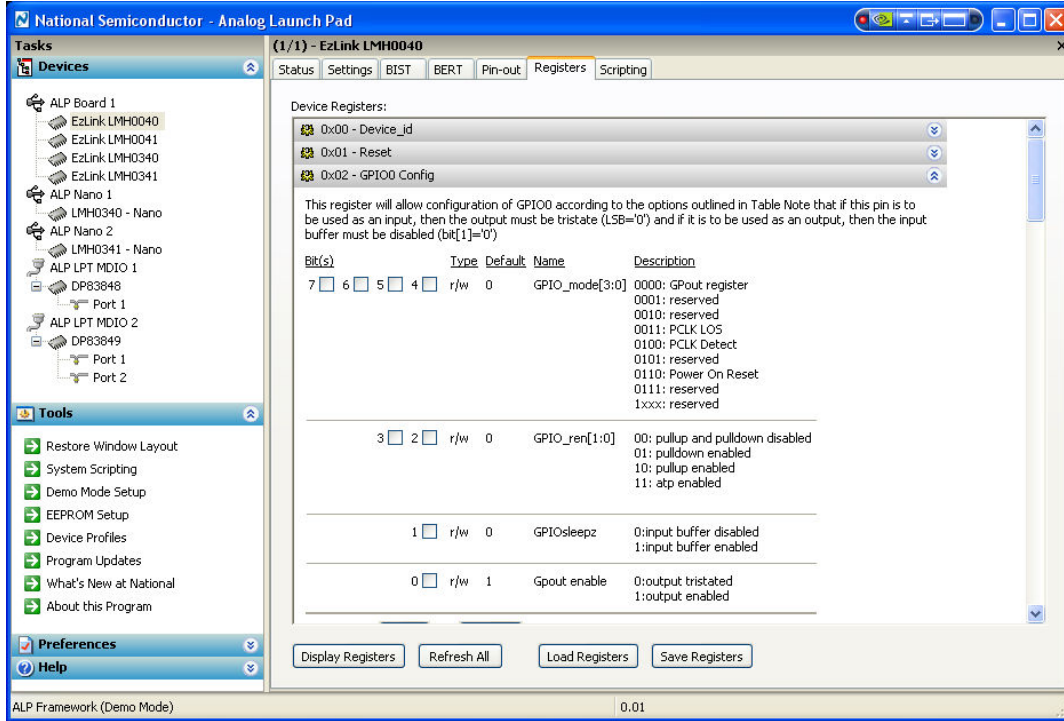 National Semiconductor - Analog Launch Pad
Tasks
Devices
ALP Board 1
EzLink LMH0040
EzLink LMH0041
EzLink LMH0340
EzLink LMH0341
ALP Nano 1
LMH0340 - Nano
ALP Nano 2
LMH0341 - Nano
ALP LPT MDIO 1
DP83848
Port 1
ALP LPT MDIO 2
DP83849
Port 1
Port 2
Tools
Restore Window Layout
System Scripting
Demo Mode Setup
EEPROM Setup
Device Profiles
Program Updates
What's New at National
About this Program
Preferences
Help
(1/1) - EzLink LMH0040
Status Settings BIST BERT Pin-out Registers Scripting
Device Registers:
0x00 - Device_id
0x01 - Reset
0x02 - GPIO0 Config
This register will allow configuration of GPIO0 according to the options outlined in Table Note that if this pin is to
be used as an input, then the output must be tristate (LSB='0') and if it is to be used as an output, then the input
buffer must be disabled (bit[1]='0')
Bit(s) Type Default Name Description
7 6 5 4 r/w 0 GPIO_mode[3:0] 0000: GPout register
0001: reserved
0010: reserved
0011: PCLK LOS
0100: PCLK Detect
0101: reserved
0110: Power On Reset
0111: reserved
1xxx: reserved
3 2 r/w 0 GPIO_ren[1:0] 00: pullup and pulldown disabled
01: pulldown enabled
10: pullup enabled
11: atp enabled
1 r/w 0 GPIOsleepz 0:input buffer disabled
1:input buffer enabled
0 r/w 1 Gpout enable 0:output tristated
1:output enabled
Display Registers Refresh All Load Registers Save Registers
ALP Framework (Demo Mode) 0.01